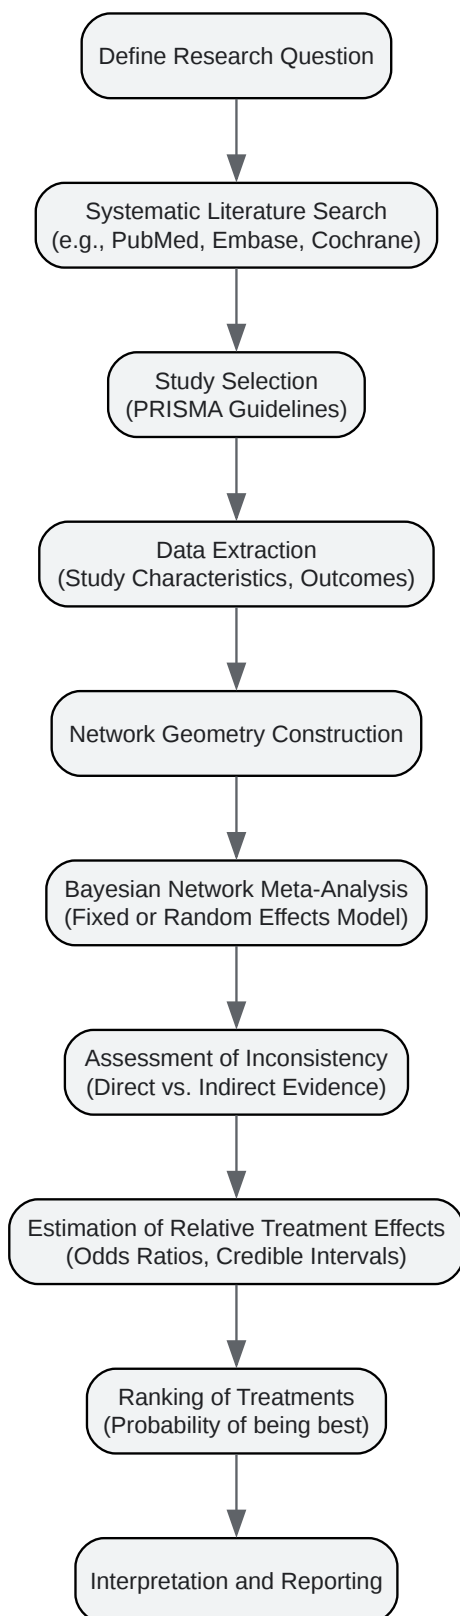 Define Research Question
Systematic Literature Search
(e.g., PubMed, Embase, Cochrane)
Study Selection
(PRISMA Guidelines)
Data Extraction
(Study Characteristics, Outcomes)
Network Geometry Construction
Bayesian Network Meta-Analysis
(Fixed or Random Effects Model)
Assessment of Inconsistency
(Direct vs. Indirect Evidence)
Estimation of Relative Treatment Effects
(Odds Ratios, Credible Intervals)
Ranking of Treatments
(Probability of being best)
Interpretation and Reporting